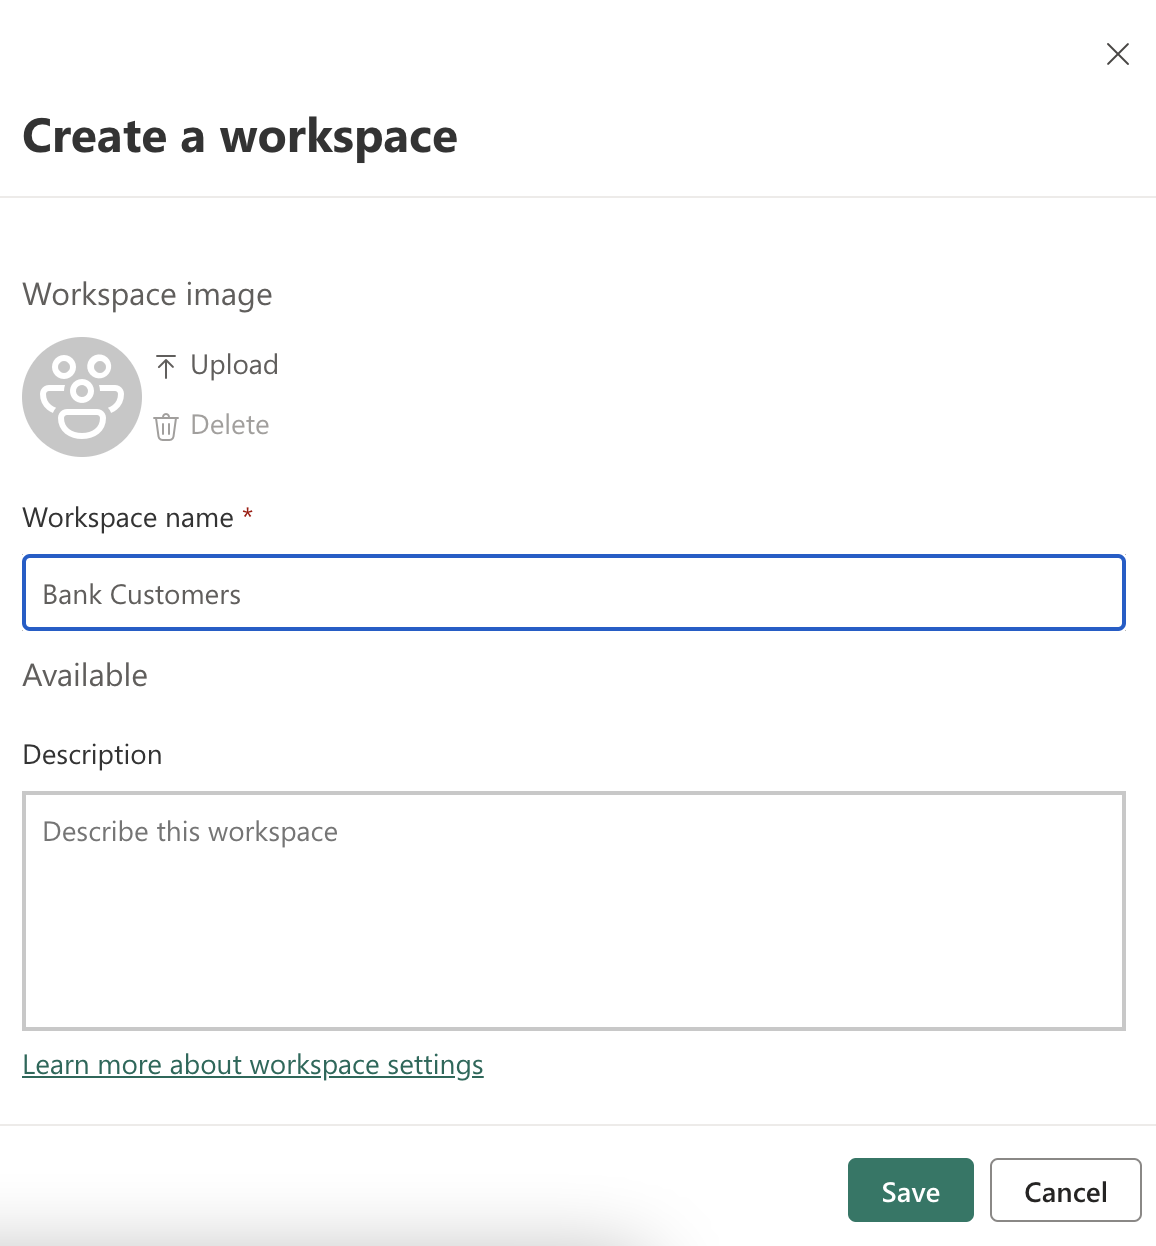 Create a workspace
Workspace image
Upload
Delete
Workspace name *
Bank Customers
Available
Description
Describe this workspace
Learn more about workspace settings
Save Cancel